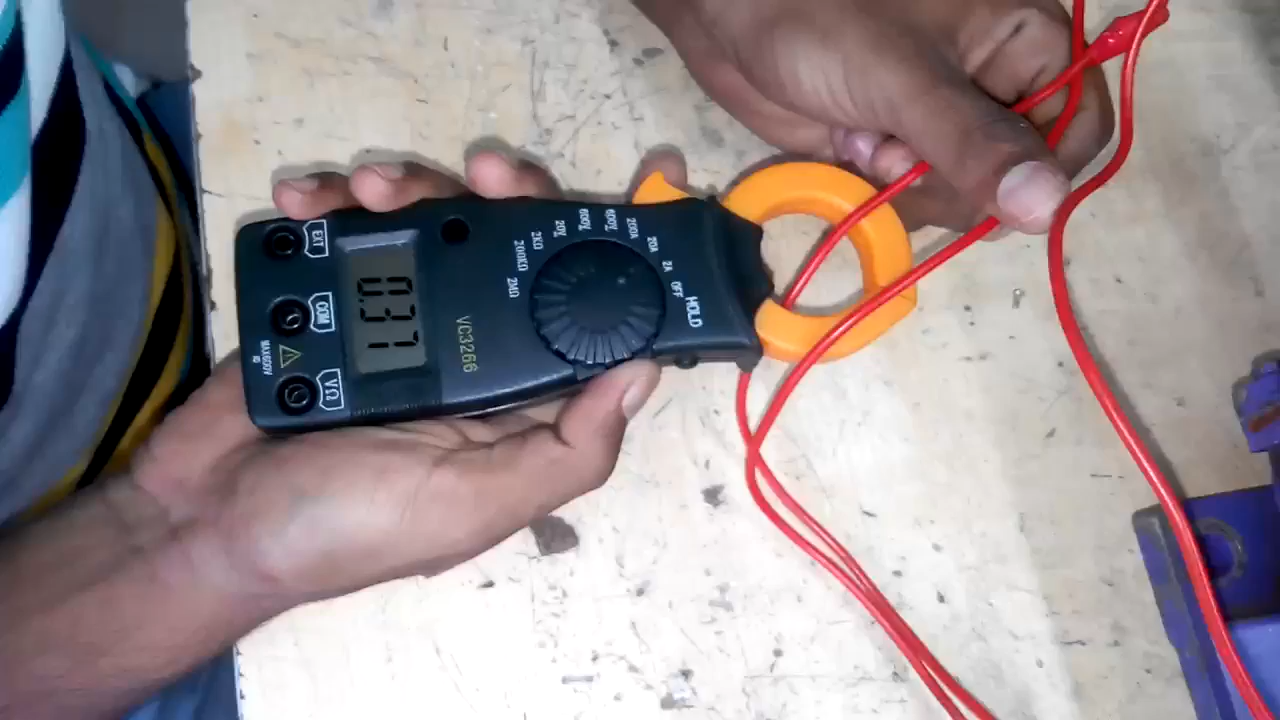 HOLD
OFF
2A
20A
200A
600V
600V
20V
2KΩ
200KΩ
2MΩ
VC3266
0.37
EXT
COM
VΩ
MAX600V